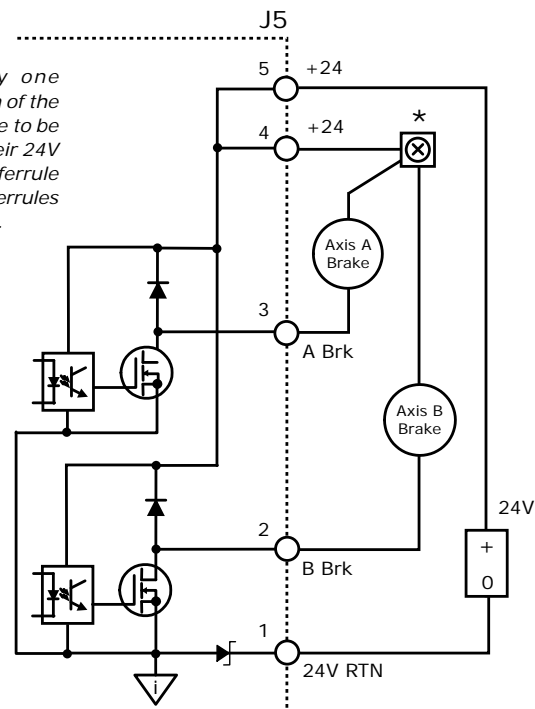 J5
y one
n of the
e to be
eir 24V
ferrule
errules
.
5 +24
4 +24
*
Axis A
Brake
3
A Brk
Axis B
Brake
24V
+
0
2
B Brk
1
24V RTN
i